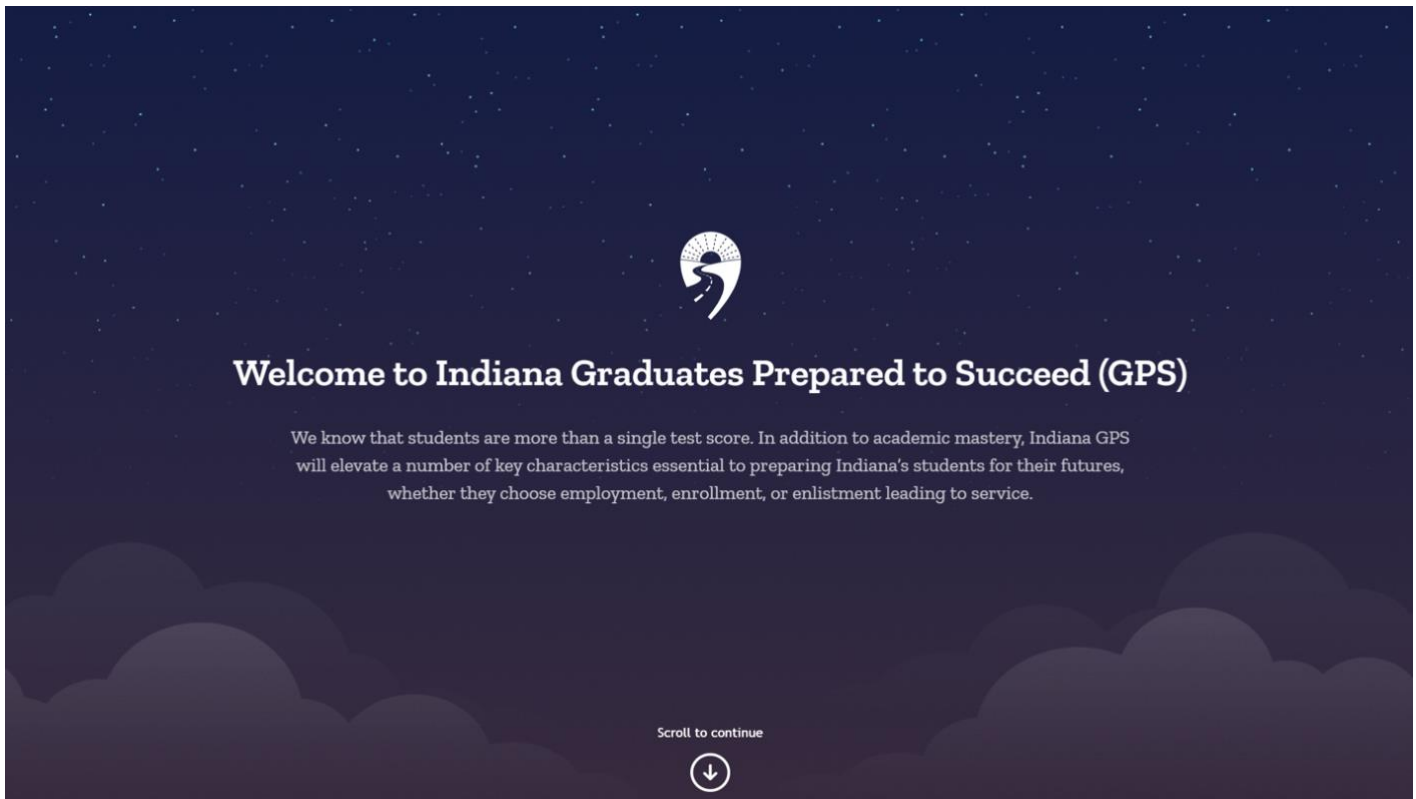 Welcome to Indiana Graduates Prepared to Succeed (GPS)
We know that students are more than a single test score. In addition to academic mastery, Indiana GPS
will elevate a number of key characteristics essential to preparing Indiana's students for their futures,
whether they choose employment, enrollment, or enlistment leading to service.
Scroll to continue